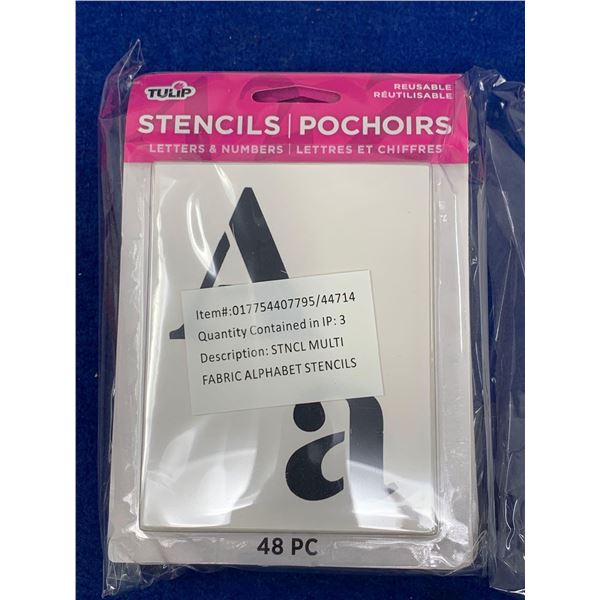 TULIP
REUSABLE
RÉUTILISABLE
STENCILS | POCHOIRS
LETTERS & NUMBERS | LETTRES ET CHIFFRES
A
Item#:017754407795/44714
Quantity Contained in IP: 3
Description: STNCL MULTI
FABRIC ALPHABET STENCILS
a
48 PC